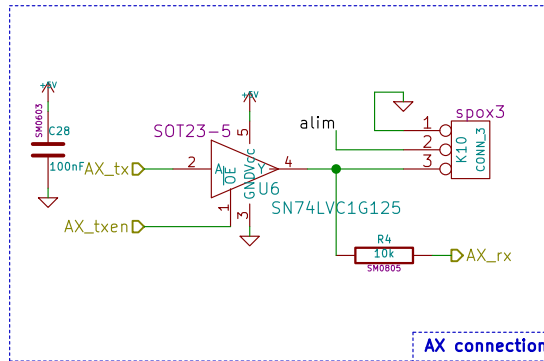 +5V
SM0603
C28
100nF
+5V
SOT23-5
AX_tx
2
A
OE
GND
Vcc
Y
5
4
1
3
U6
SN74LVC1G125
AX_txen
alim
spox3
1
2
3
K10
CONN_3
R4
10k
SM0805
AX_rx
AX connection